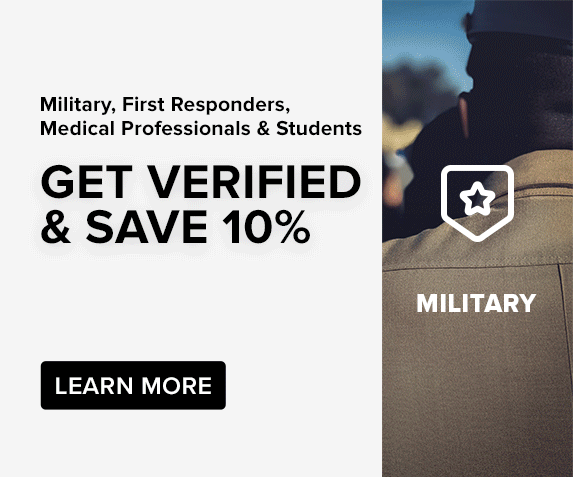 Military, First Responders,
Medical Professionals & Students
GET VERIFIED
& SAVE 10%
MILITARY
LEARN MORE